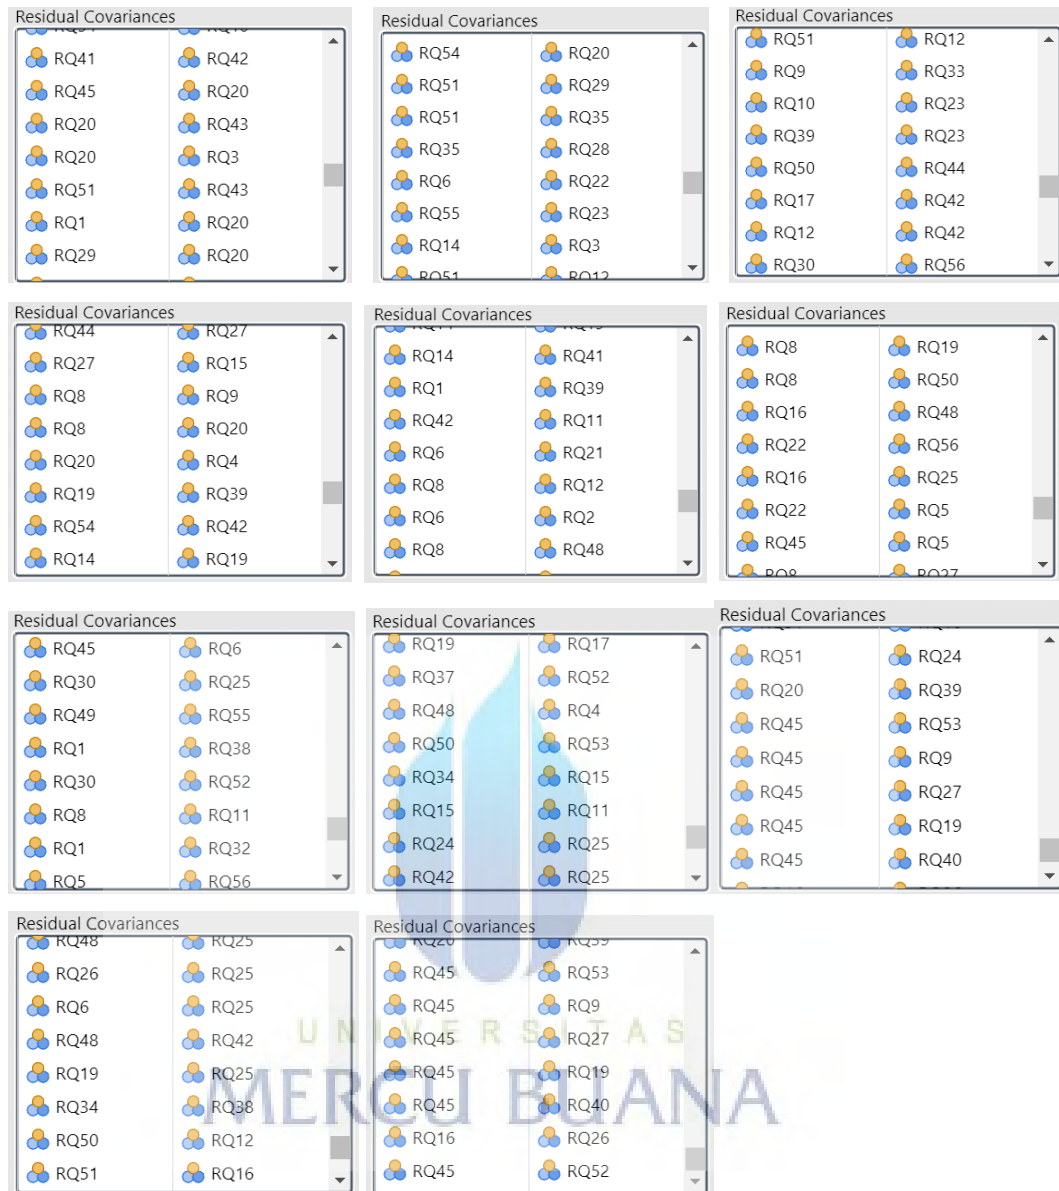 Residual Covariances
RQ41 RQ42
RQ45 RQ20
RQ20 RQ43
RQ20 RQ3
RQ51 RQ43
RQ1 RQ20
RQ29 RQ20
Residual Covariances
RQ54 RQ20
RQ51 RQ29
RQ51 RQ35
RQ35 RQ28
RQ6 RQ22
RQ55 RQ23
RQ14 RQ3
RQ51 RQ12
Residual Covariances
RQ51 RQ12
RQ9 RQ33
RQ10 RQ23
RQ39 RQ23
RQ50 RQ44
RQ17 RQ42
RQ12 RQ42
RQ30 RQ56
Residual Covariances
RQ44 RQ27
RQ27 RQ15
RQ8 RQ9
RQ8 RQ20
RQ20 RQ4
RQ19 RQ39
RQ54 RQ42
RQ14 RQ19
Residual Covariances
RQ14 RQ41
RQ1 RQ39
RQ42 RQ11
RQ6 RQ21
RQ8 RQ12
RQ6 RQ2
RQ8 RQ48
Residual Covariances
RQ8 RQ19
RQ8 RQ50
RQ16 RQ48
RQ22 RQ56
RQ16 RQ25
RQ22 RQ5
RQ45 RQ5
RQ8 RQ27
Residual Covariances
RQ45 RQ6
RQ30 RQ25
RQ49 RQ55
RQ1 RQ38
RQ30 RQ52
RQ8 RQ11
RQ1 RQ32
RQ5 RQ56
Residual Covariances
RQ19 RQ17
RQ37 RQ52
RQ48 RQ4
RQ50 RQ53
RQ34 RQ15
RQ15 RQ11
RQ24 RQ25
RQ42 RQ25
Residual Covariances
RQ51 RQ24
RQ20 RQ39
RQ45 RQ53
RQ45 RQ9
RQ45 RQ27
RQ45 RQ19
RQ45 RQ40
Residual Covariances
RQ48 RQ25
RQ26 RQ25
RQ6 RQ25
RQ48 RQ42
RQ19 RQ25
RQ34 RQ38
RQ50 RQ12
RQ51 RQ16
Residual Covariances
RQ20 RQ39
RQ45 RQ53
RQ45 RQ9
RQ45 RQ27
RQ45 RQ19
RQ45 RQ40
RQ16 RQ26
RQ45 RQ52
UNIVERSITAS
MERCU BUANA